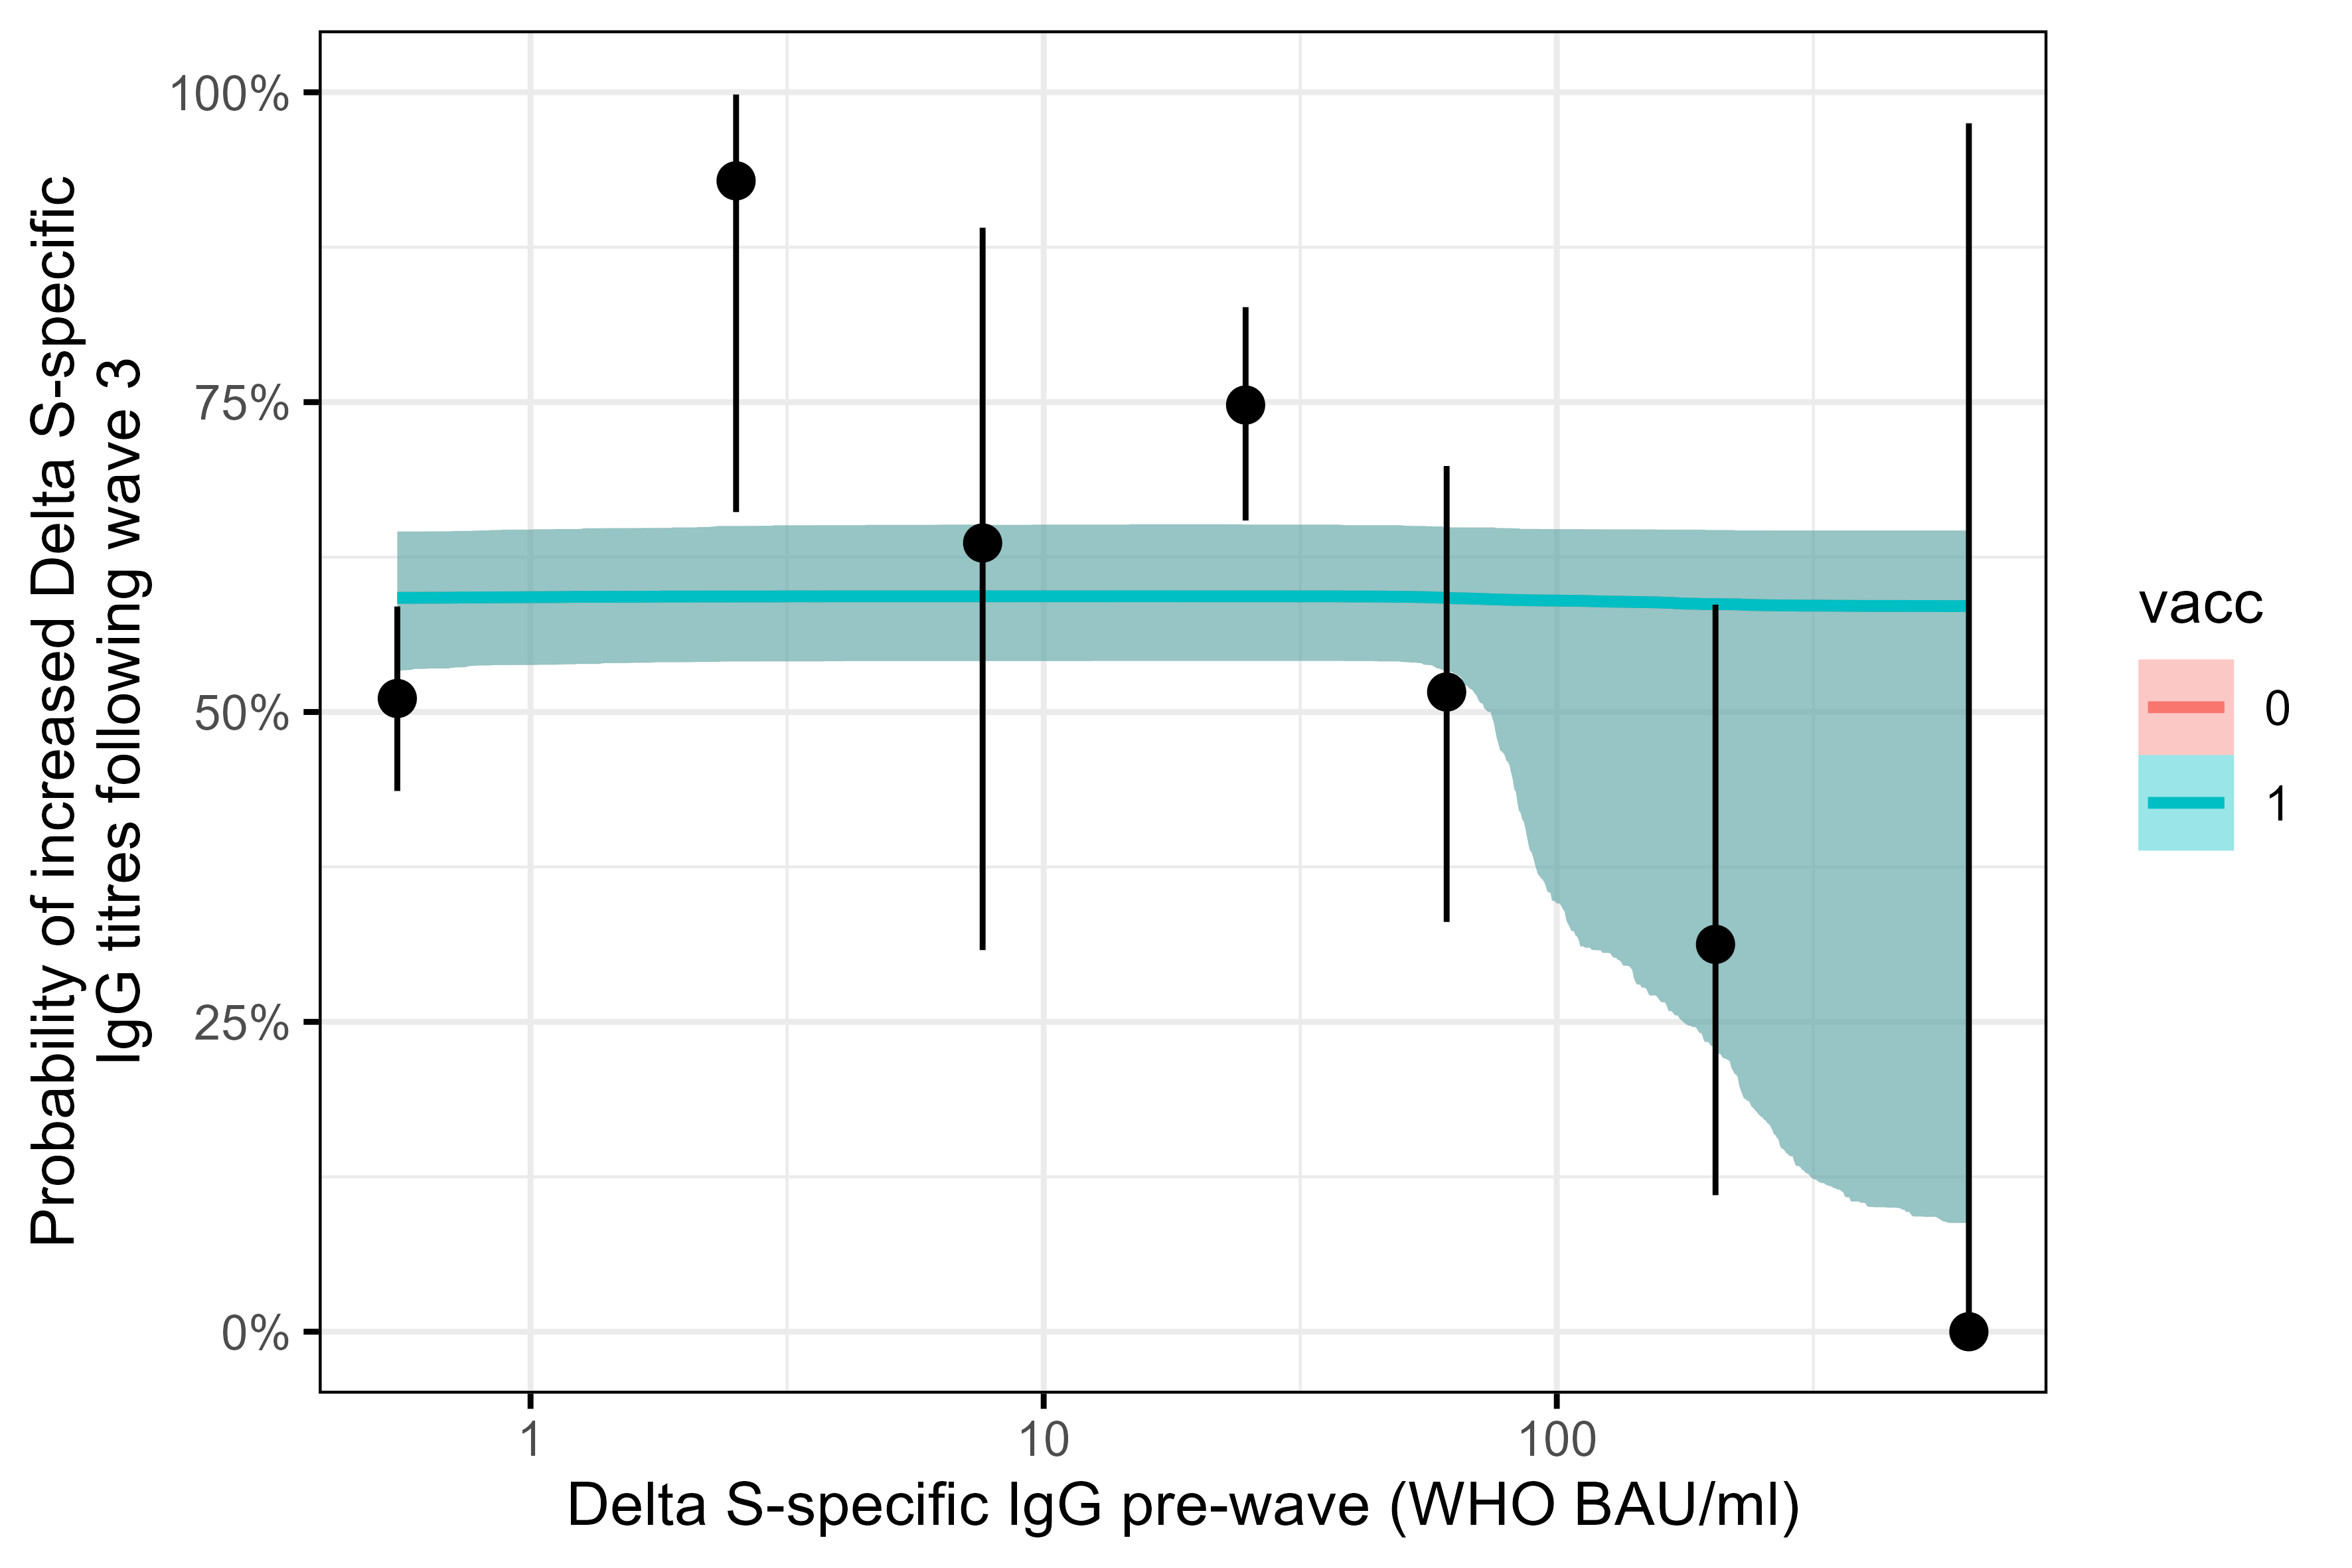 Probability of increased Delta S-specific
IgG titres following wave 3
100%
75%
50%
25%
0%
1
10
100
Delta S-specific IgG pre-wave (WHO BAU/ml)
vacc
0
1